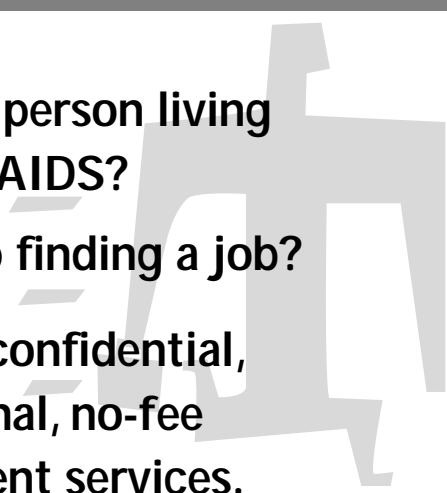 person living
AIDS?
finding a job?
confidential,
nal, no-fee
ent services.